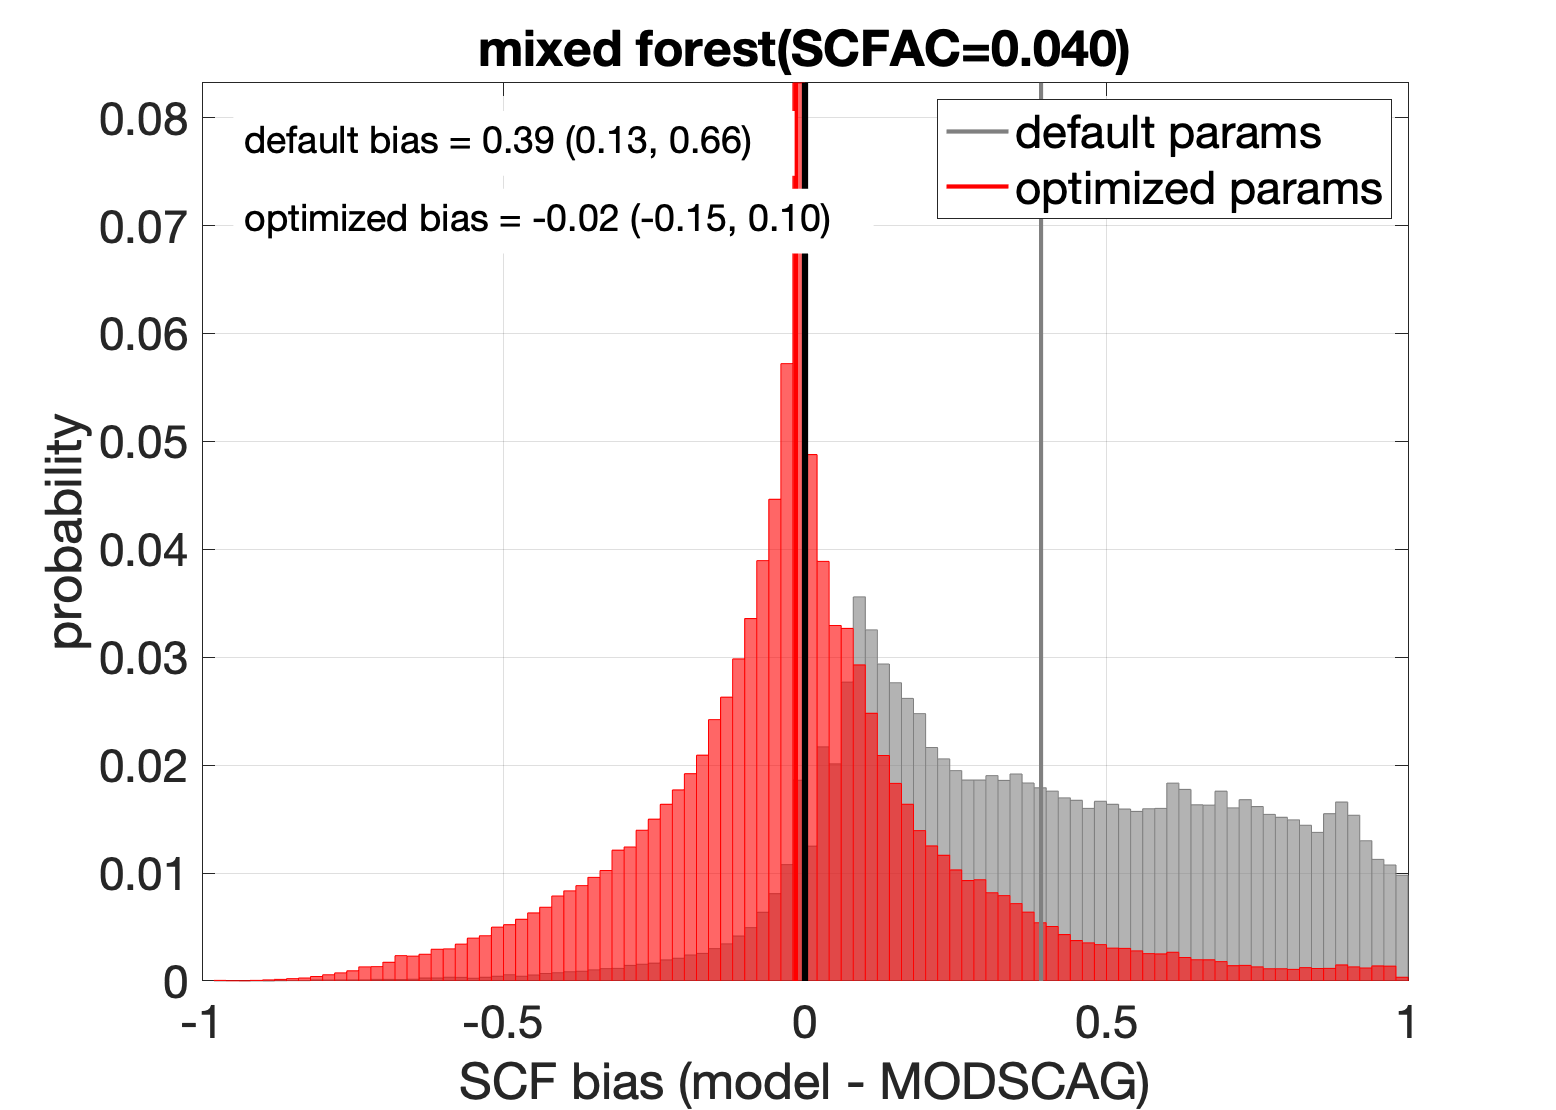 mixed forest(SCFAC=0.040)
default bias = 0.39 (0.13, 0.66)
optimized bias = -0.02 (-0.15, 0.10)
default params
optimized params
probability
0.08
0.07
0.06
0.05
0.04
0.03
0.02
0.01
0
-1
-0.5
0
0.5
1
SCF bias (model - MODSCAG)